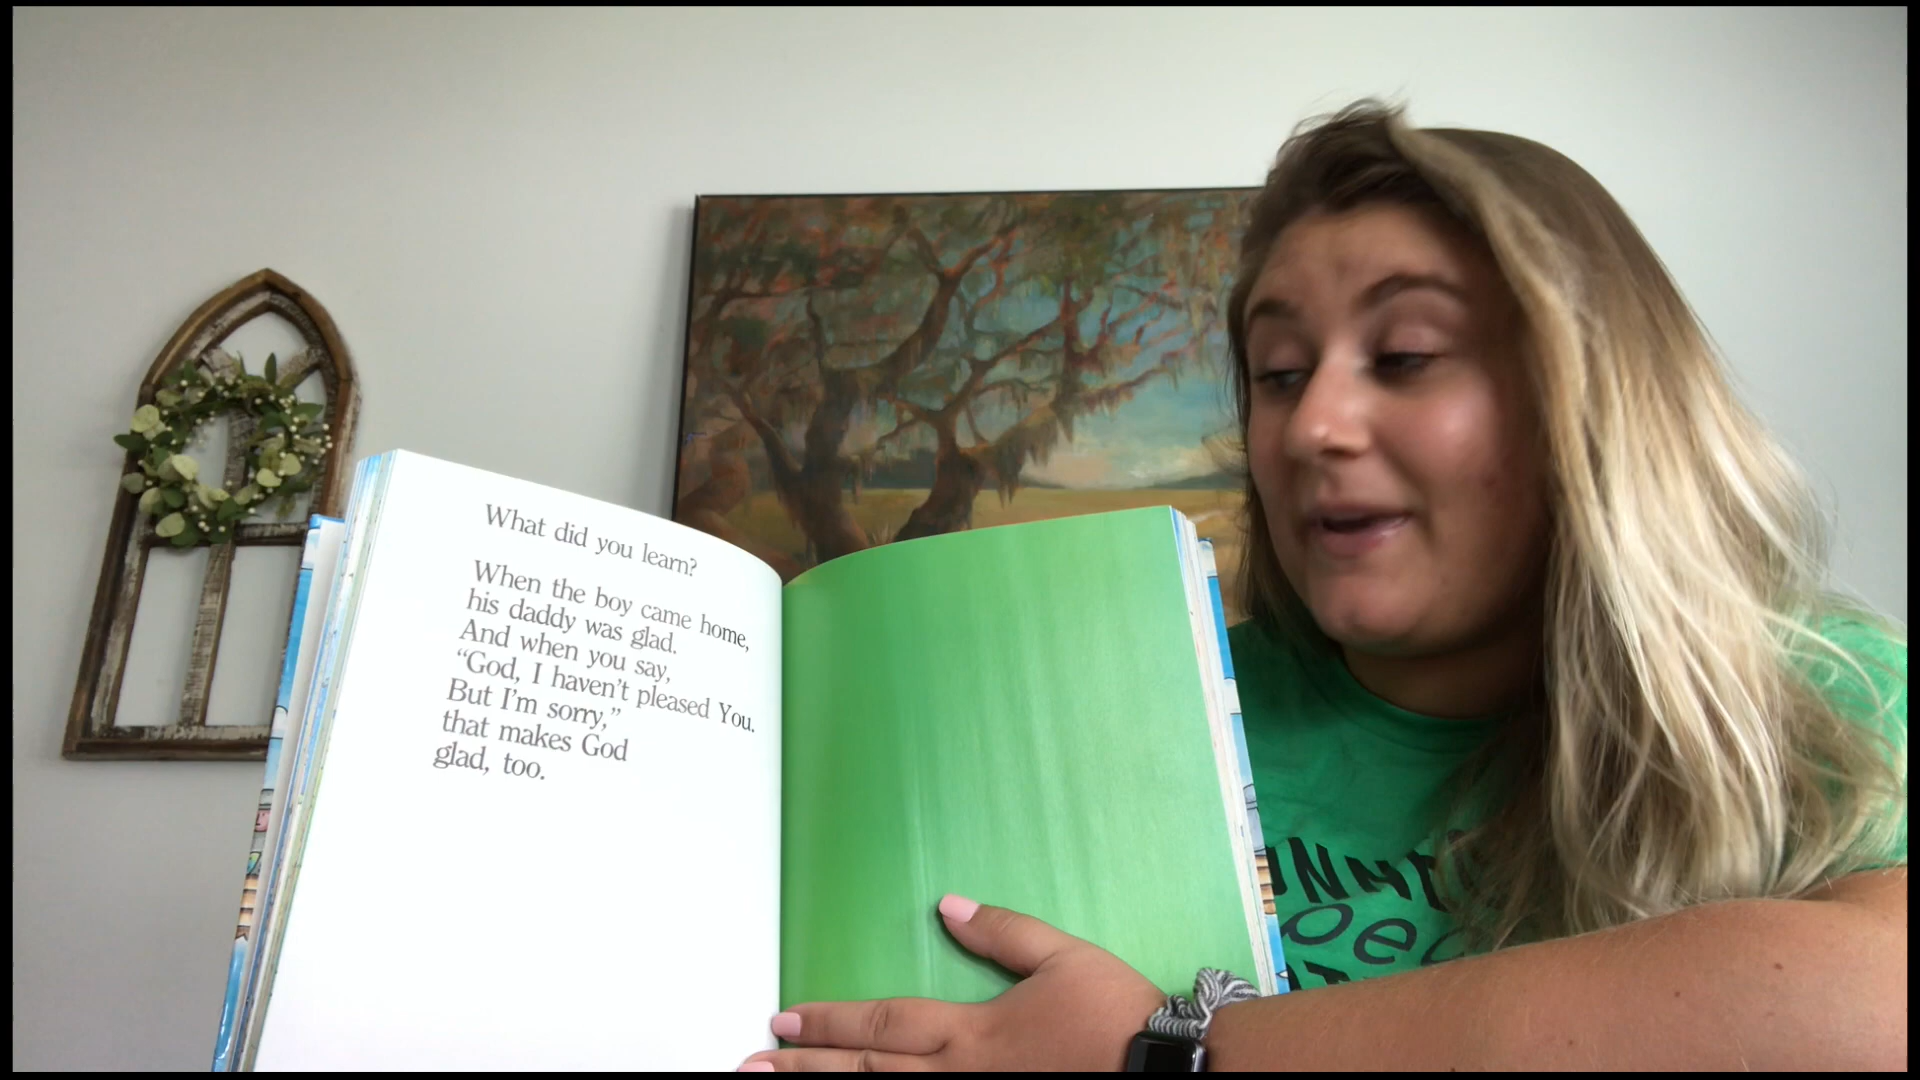 What did you learn?
When the boy came home,
his daddy was glad.
And when you say,
“God, I haven’t pleased You.
But I’m sorry,”
that makes God
glad, too.